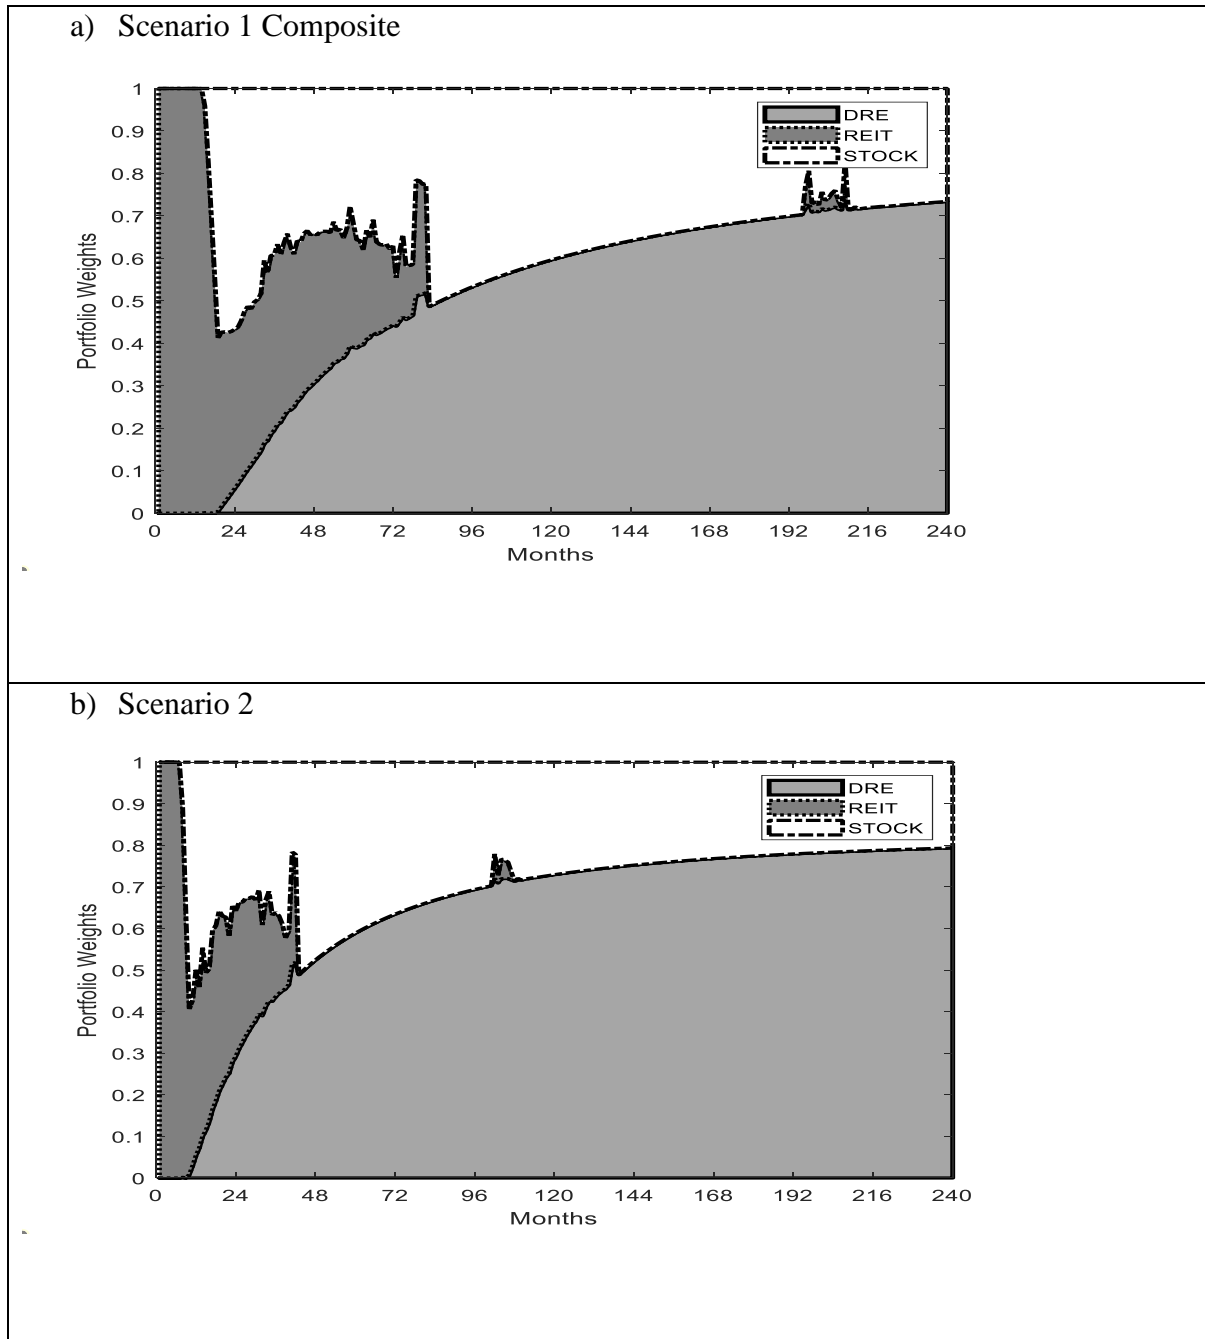 a) Scenario 1 Composite
1
0.9
0.8
0.7
0.6
0.5
0.4
0.3
0.2
0.1
0
Portfolio Weights
DRE
REIT
STOCK
0 24 48 72 96 120 144 168 192 216 240
Months
b) Scenario 2
1
0.9
0.8
0.7
0.6
0.5
0.4
0.3
0.2
0.1
0
Portfolio Weights
DRE
REIT
STOCK
0 24 48 72 96 120 144 168 192 216 240
Months